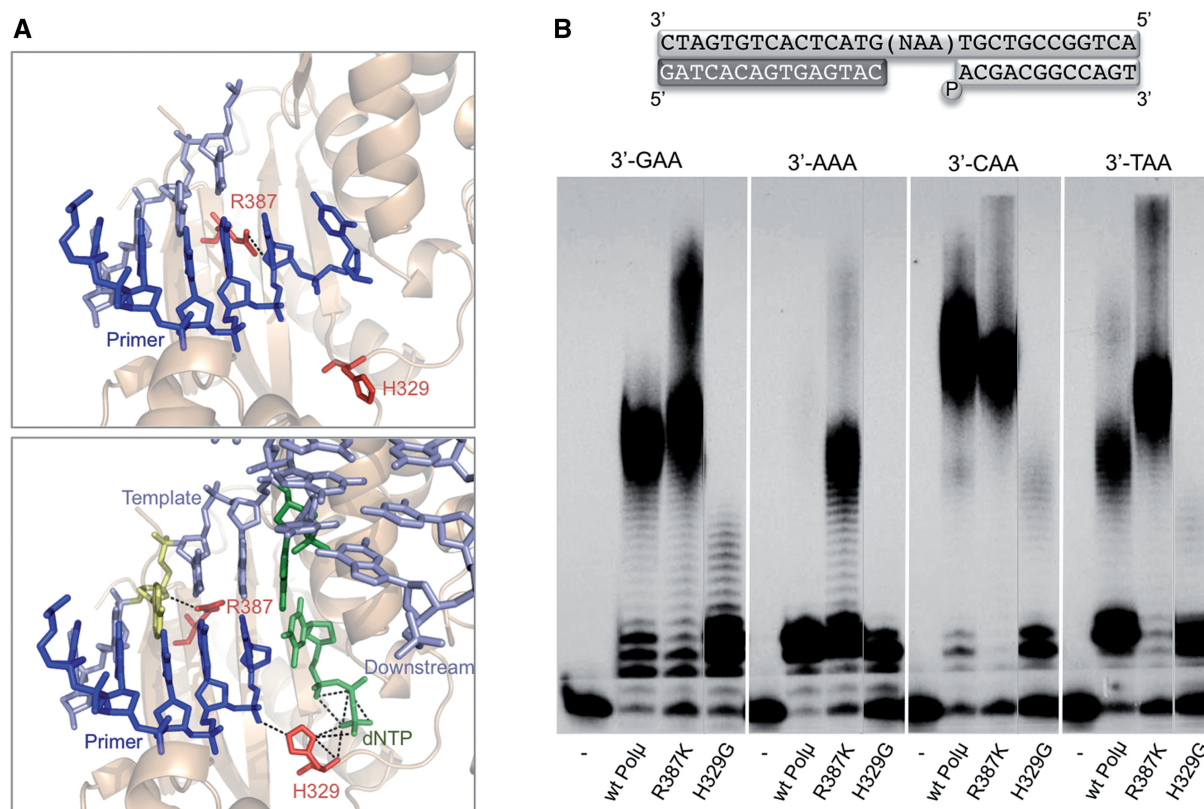 A
R387
Primer
H329
Template
R387
Downstream
Primer
dNTP
H329
B
3’ 5’
CTAGTGTCACTCATG(NAA)TGCTGCCGGTCA
GATCACAGTGAGTAC ACGACGGCCAGT
P
5’ 3’
3’-GAA 3’-AAA 3’-CAA 3’-TAA
- wt Polµ R387K H329G - wt Polµ R387K H329G - wt Polµ R387K H329G - wt Polµ R387K H329G